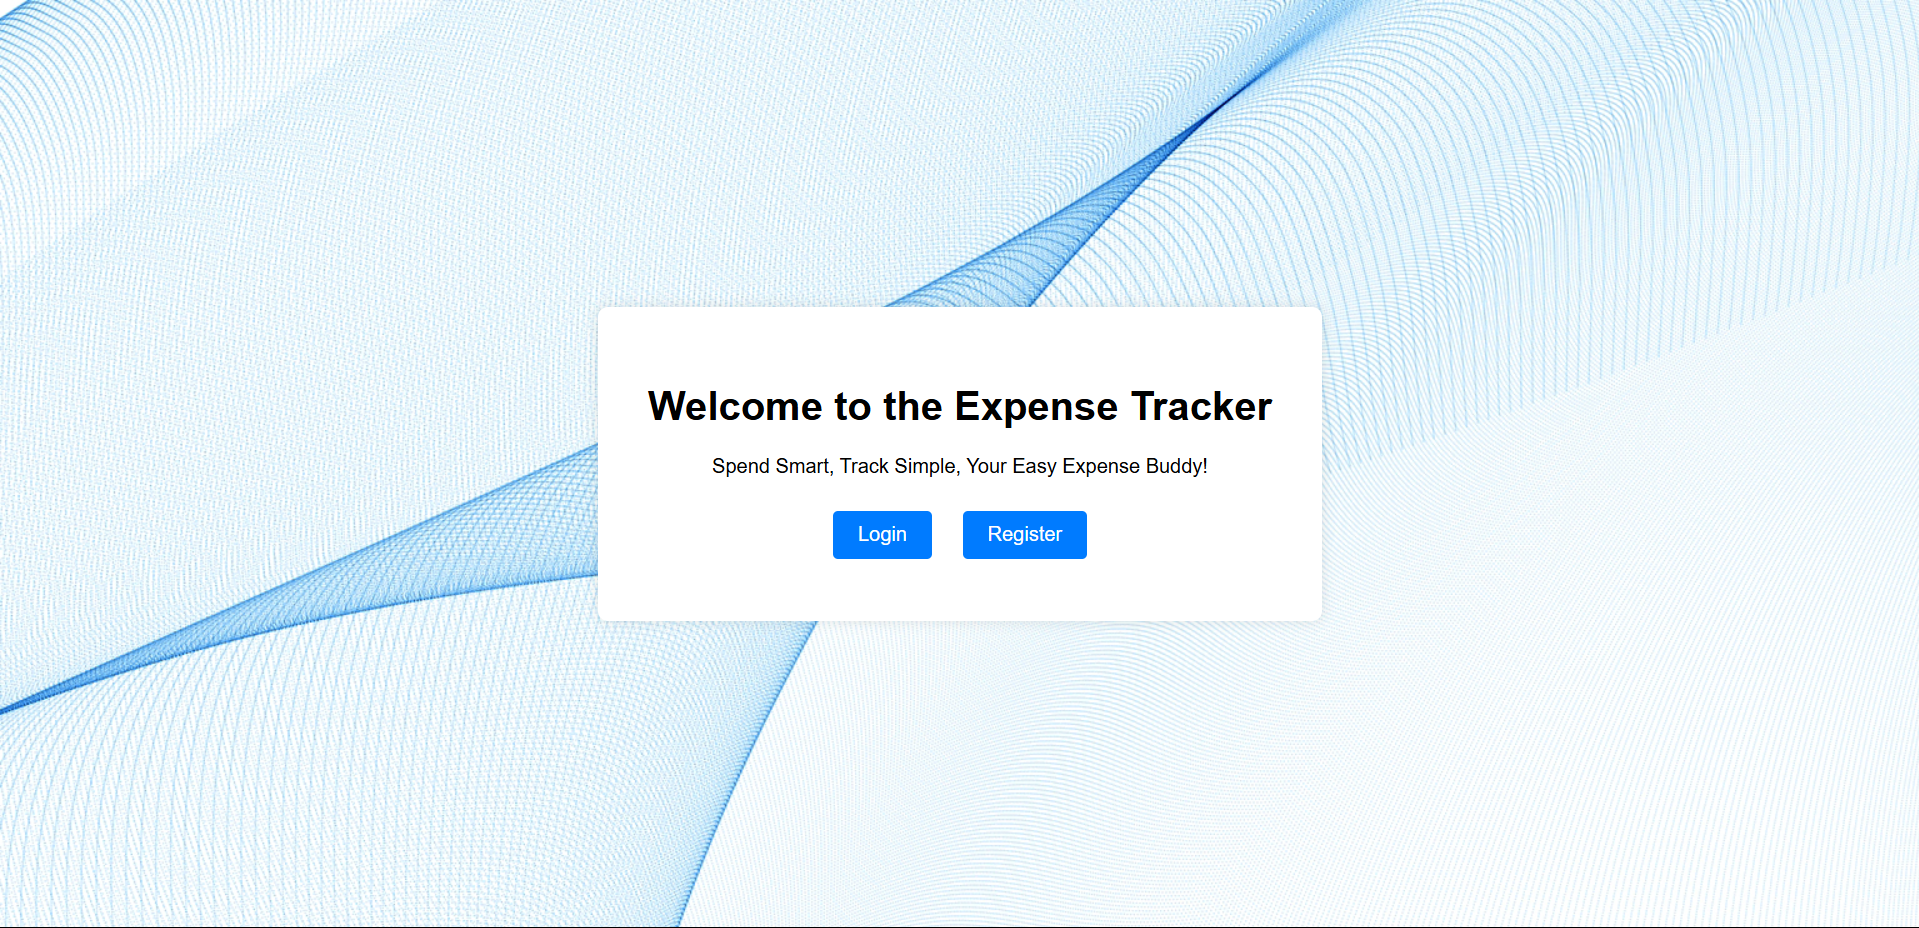 Welcome to the Expense Tracker
Spend Smart, Track Simple, Your Easy Expense Buddy!
Login Register